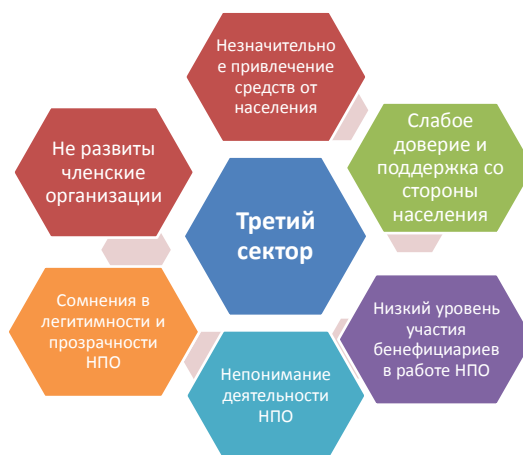 Незначительно
е привлечение
средств от
населения
Слабое
доверие и
поддержка со
стороны
населения
Не развиты
членские
организации
Третий
сектор
Сомнения в
легитимности и
прозрачности
НПО
Низкий уровень
участия
бенефициариев
в работе НПО
Непонимание
деятельности
НПО